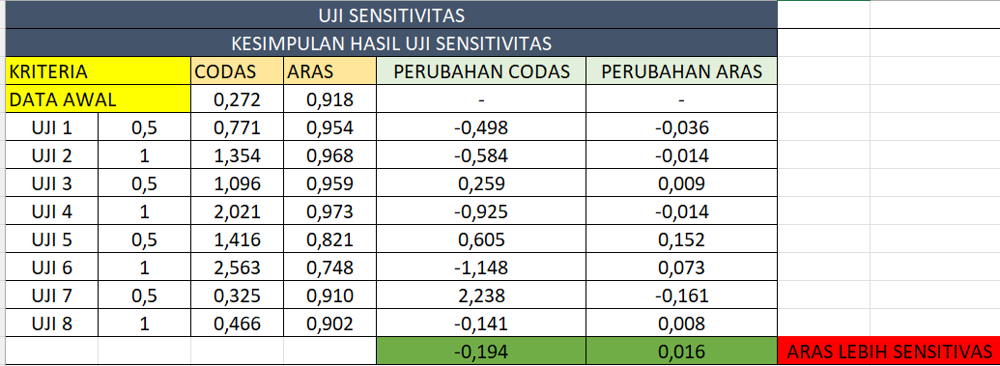 UJI SENSITIVITAS
KESIMPULAN HASIL UJI SENSITIVITAS
KRITERIA CODAS ARAS PERUBAHAN CODAS PERUBAHAN ARAS
DATA AWAL 0,272 0,918 - -
UJI 1 0,5 0,771 0,954 -0,498 -0,036
UJI 2 1 1,354 0,968 -0,584 -0,014
UJI 3 0,5 1,096 0,959 0,259 0,009
UJI 4 1 2,021 0,973 -0,925 -0,014
UJI 5 0,5 1,416 0,821 0,605 0,152
UJI 6 1 2,563 0,748 -1,148 0,073
UJI 7 0,5 0,325 0,910 2,238 -0,161
UJI 8 1 0,466 0,902 -0,141 0,008
-0,194 0,016 ARAS LEBIH SENSITIVAS